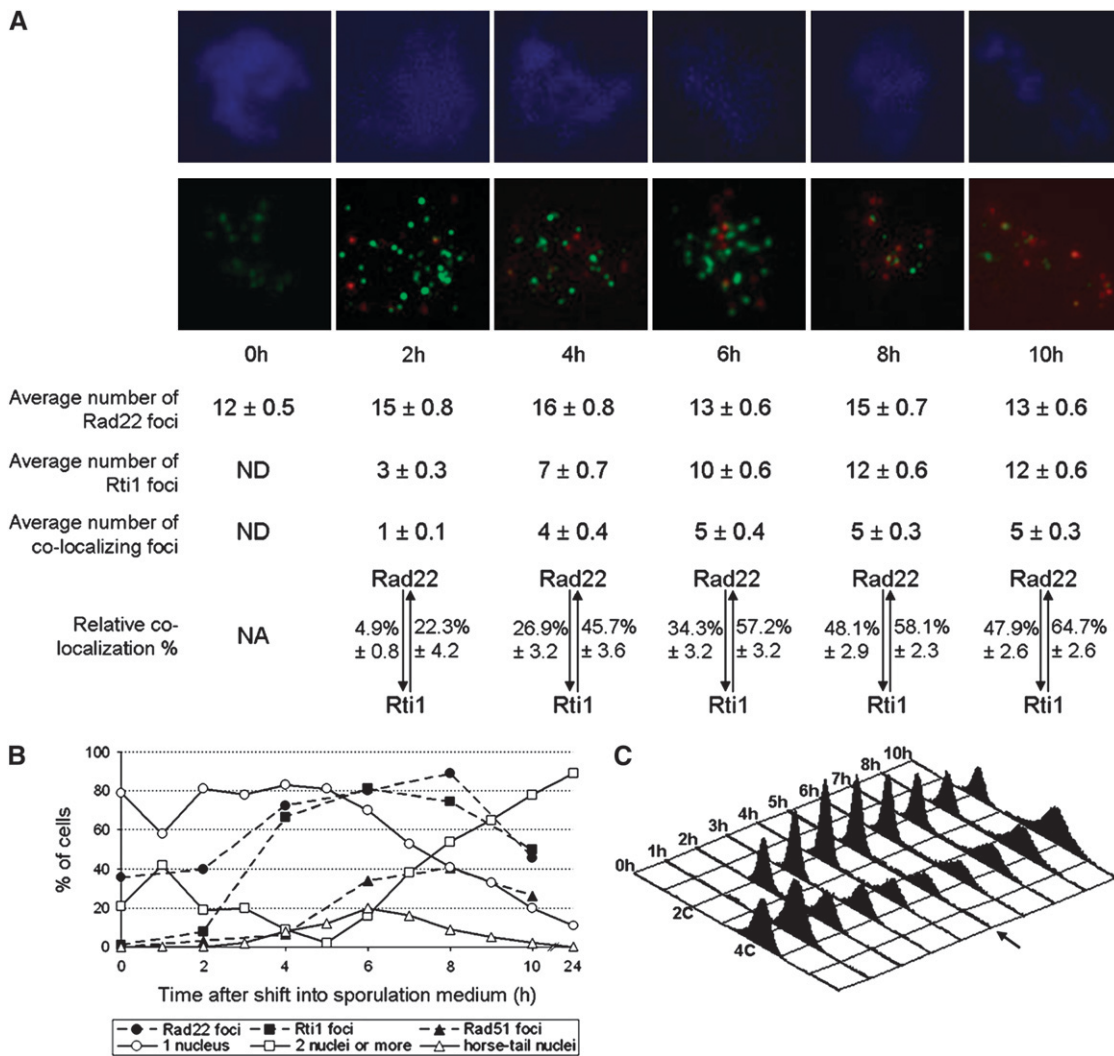 A
0h 2h 4h 6h 8h 10h
Average number of
Rad22 foci
12 ± 0.5 15 ± 0.8 16 ± 0.8 13 ± 0.6 15 ± 0.7 13 ± 0.6
Average number of
Rti1 foci
ND 3 ± 0.3 7 ± 0.7 10 ± 0.6 12 ± 0.6 12 ± 0.6
Average number of
co-localizing foci
ND 1 ± 0.1 4 ± 0.4 5 ± 0.4 5 ± 0.3 5 ± 0.3
Rad22 Rad22 Rad22 Rad22 Rad22
Relative co-
localization %
NA
4.9% 22.3% 26.9% 45.7% 34.3% 57.2% 48.1% 58.1% 47.9% 64.7%
± 0.8 ± 4.2 ± 3.2 ± 3.6 ± 3.2 ± 3.2 ± 2.9 ± 2.3 ± 2.6 ± 2.6
Rti1 Rti1 Rti1 Rti1 Rti1
B
% of cells
100
80
60
40
20
0
0 2 4 6 8 10 24
Time after shift into sporulation medium (h)
Rad22 foci Rti1 foci Rad51 foci
1 nucleus 2 nuclei or more horse-tail nuclei
C
0h 1h 2h 3h 4h 5h 6h 7h 8h 10h
2C
4C